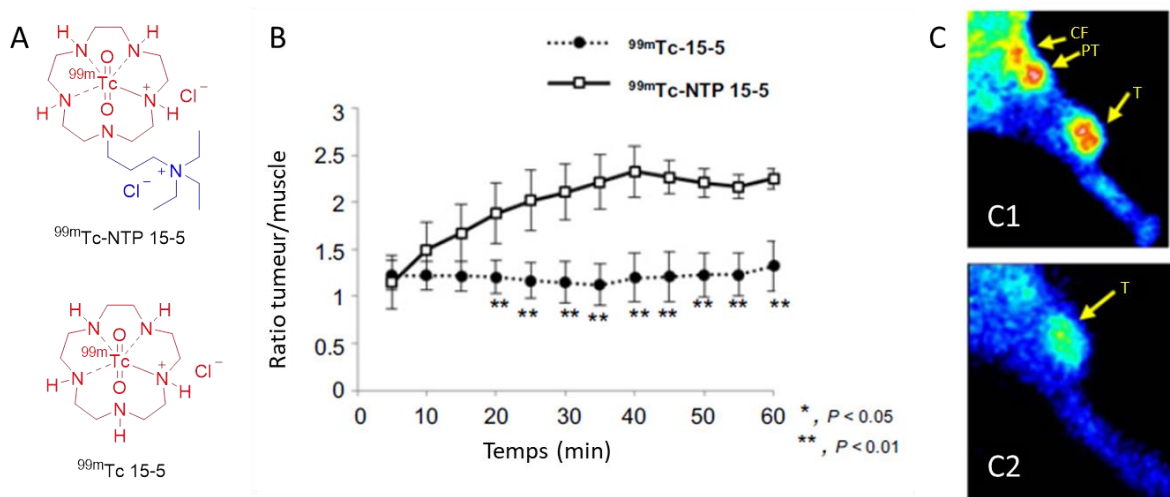 A
H
H
N
O
N
99m
Tc
N
N
+
Cl −
H
O
H
N
N
+
Cl −
99mTc-NTP 15-5
H
H
N
O
N
99m
Tc
N
N
+
Cl −
H
O
H
N
H
99mTc 15-5
B
99mTc-15-5
99mTc-NTP 15-5
Ratio tumeur/muscle
3
2.5
2
1.5
1
0.5
0
** ** ** ** ** ** ** ** **
0 10 20 30 40 50 60
Temps (min)
*, P < 0.05
**, P < 0.01
C
CF
PT
T
C1
T
C2